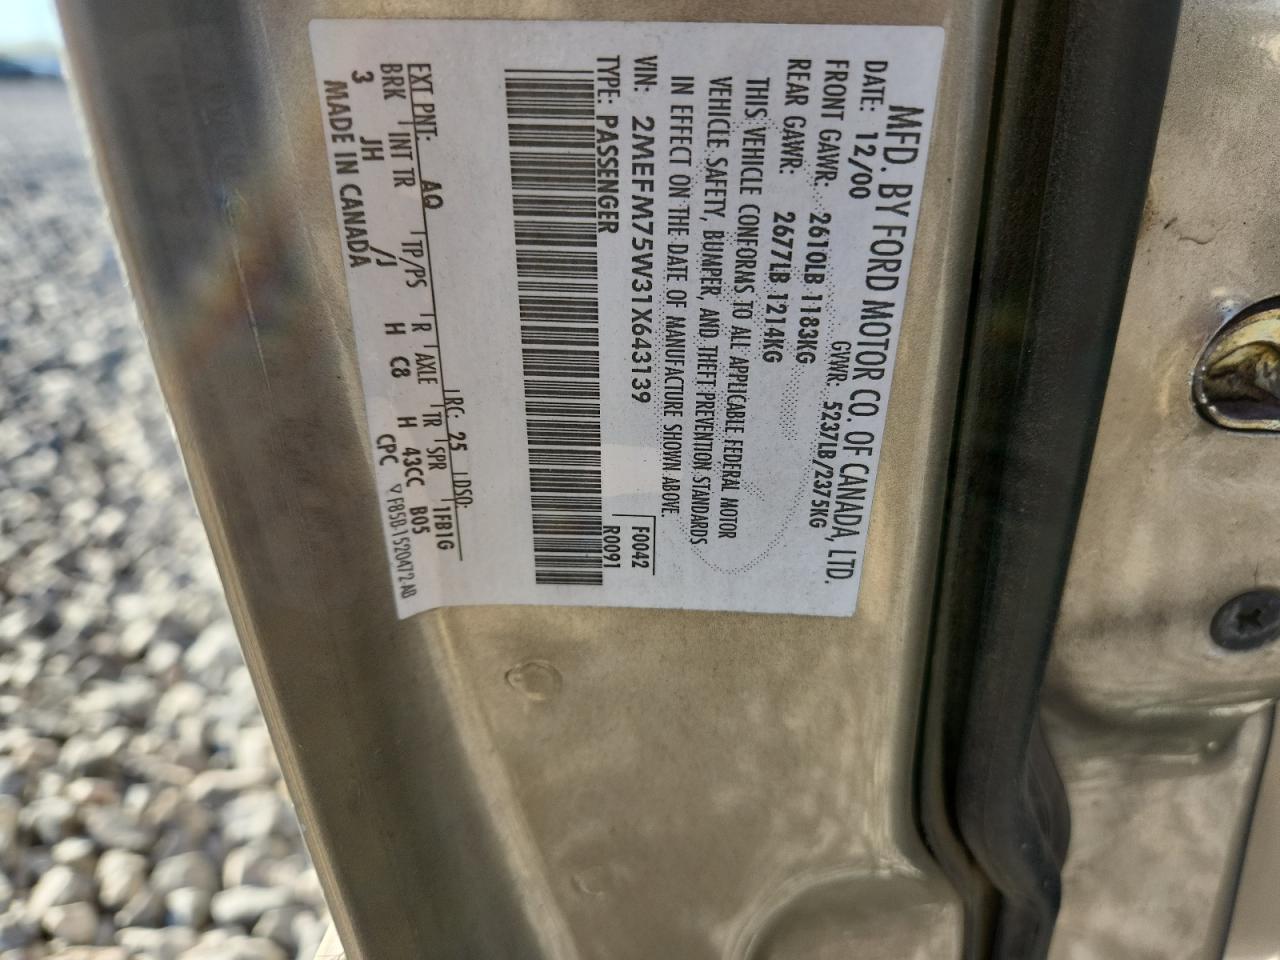 MFD. BY FORD MOTOR CO. OF CANADA, LTD.
DATE: 12/00 GVWR: 5237LB/2375KG
FRONT GAWR: 2610LB 1183KG
REAR GAWR: 2677LB 1214KG
THIS VEHICLE CONFORMS TO ALL APPLICABLE FEDERAL MOTOR
VEHICLE SAFETY, BUMPER, AND THEFT PREVENTION STANDARDS
IN EFFECT ON THE DATE OF MANUFACTURE SHOWN ABOVE.
VIN: 2MEFM75W31X643139 F0042
TYPE: PASSENGER R0091
EXT PNT: AQ RC: 25 DSO:
BRK INT TR TP/PS R AXLE TR SPR 1FB1G
3 JH /J H C8 H 43CC B05
MADE IN CANADA CPC F85B-1520472-AB